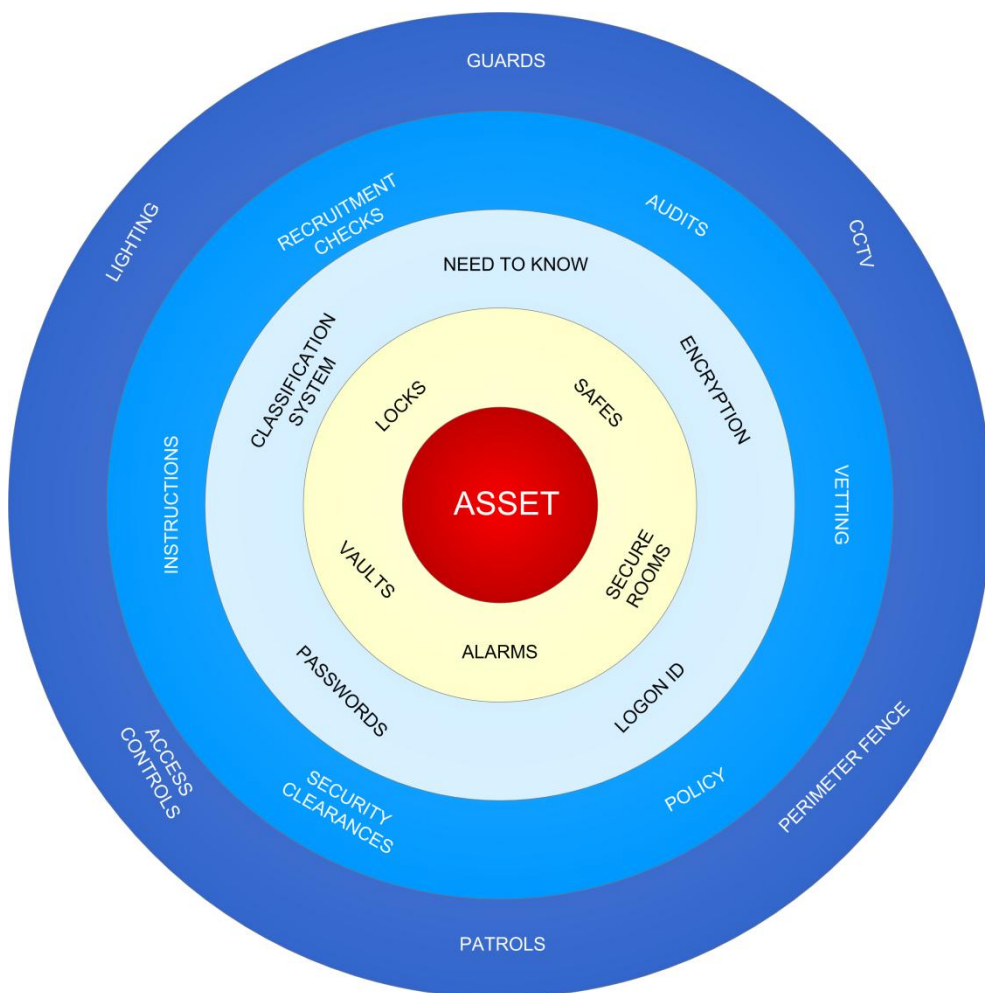 GUARDS
LIGHTING
CCTV
RECRUITMENT
CHECKS
AUDITS
NEED TO KNOW
CLASSIFICATION
SYSTEM
ENCRYPTION
LOCKS
SAFES
INSTRUCTIONS
ASSET
VETTING
VAULTS
SECURE
ROOMS
ALARMS
PASSWORDS
LOGON ID
ACCESS
CONTROLS
SECURITY
CLEARANCES
POLICY
PERIMETER FENCE
PATROLS